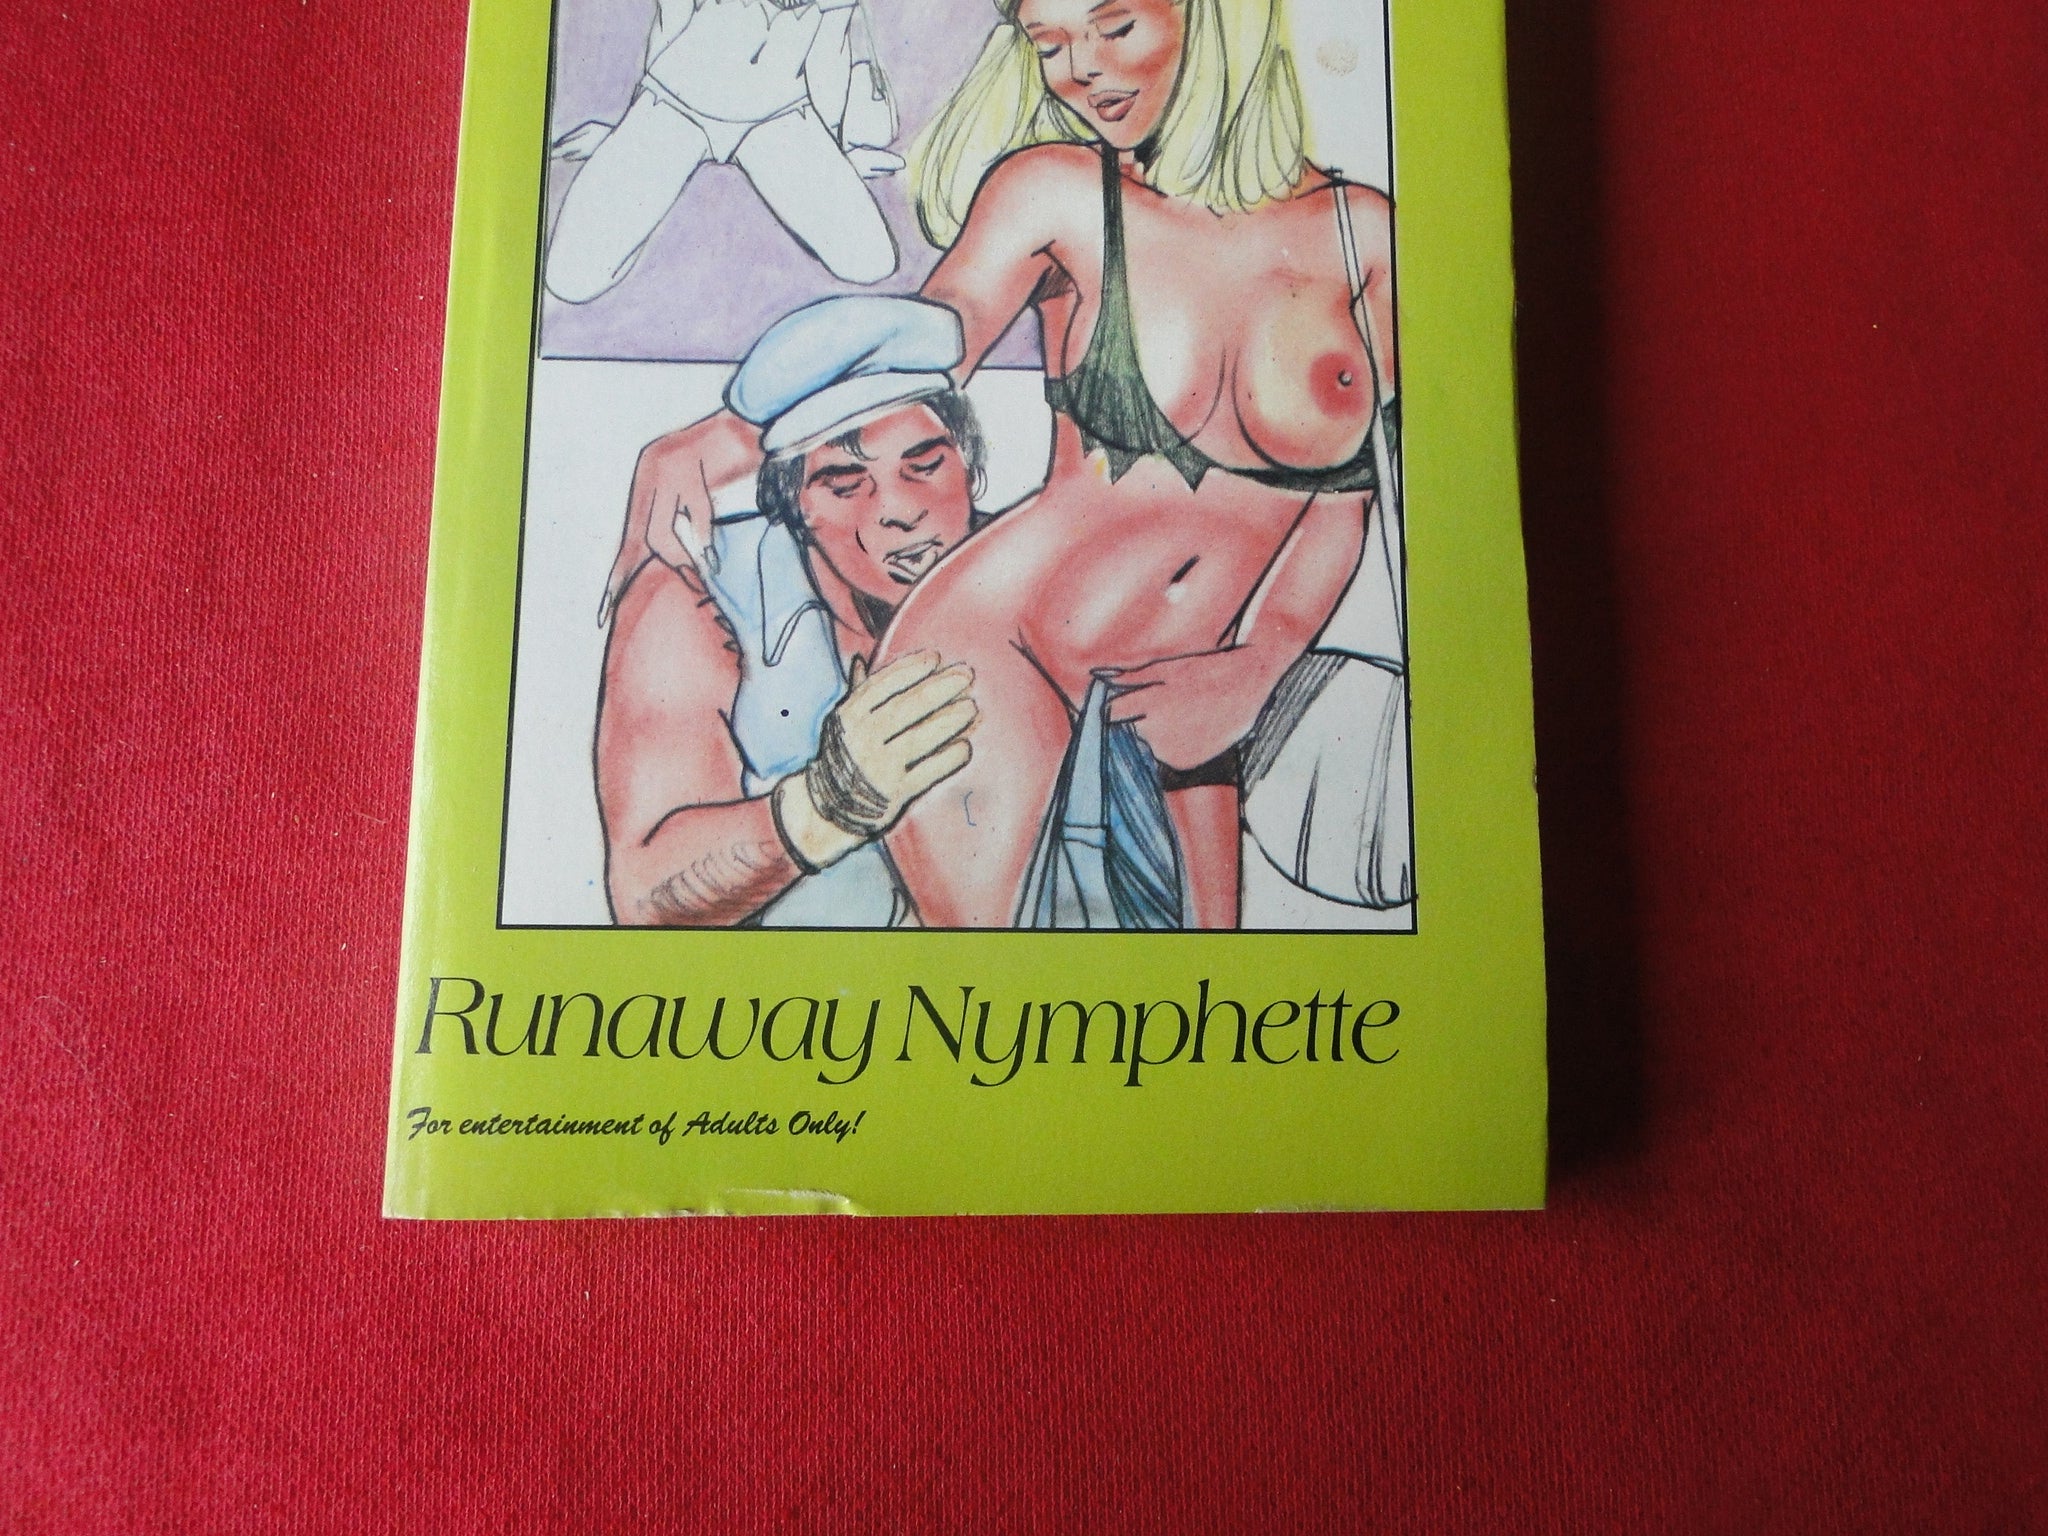 Runaway Nymphette
For entertainment of Adults Only!